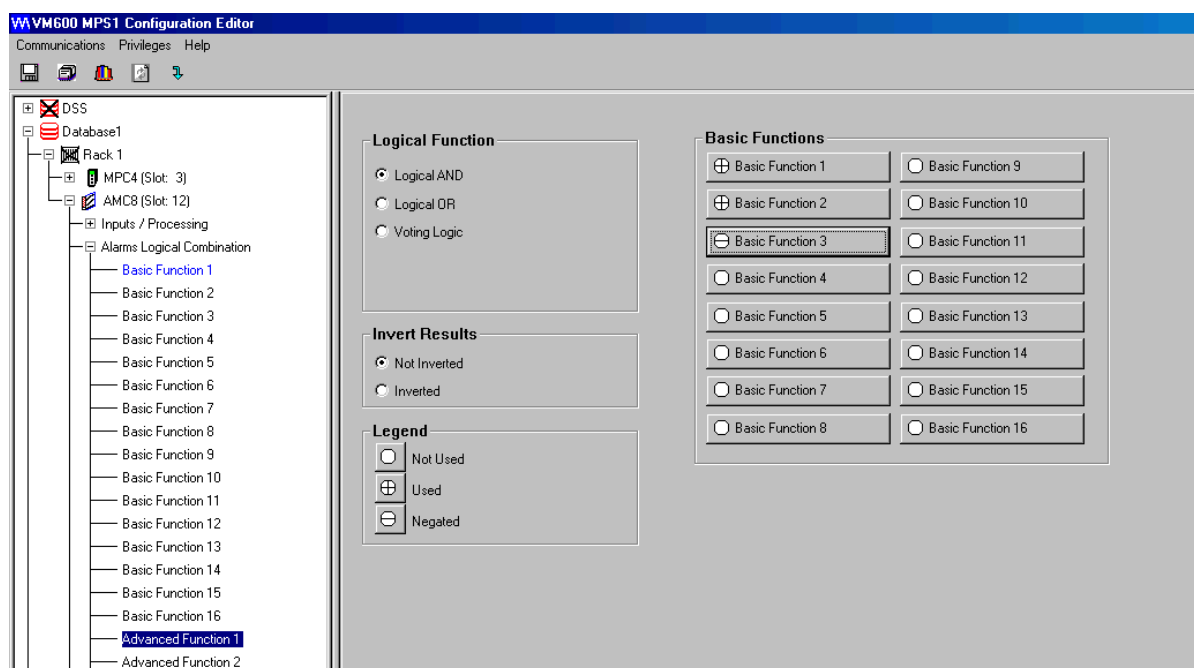 VM600 MPS1 Configuration Editor
Communications Privileges Help
DSS
Database1
Rack 1
MPC4 (Slot: 3)
AMC8 (Slot: 12)
Inputs / Processing
Alarms Logical Combination
Basic Function 1
Basic Function 2
Basic Function 3
Basic Function 4
Basic Function 5
Basic Function 6
Basic Function 7
Basic Function 8
Basic Function 9
Basic Function 10
Basic Function 11
Basic Function 12
Basic Function 13
Basic Function 14
Basic Function 15
Basic Function 16
Advanced Function 1
Advanced Function 2
Logical Function
Logical AND
Logical OR
Voting Logic
Invert Results
Not Inverted
Inverted
Legend
Not Used
Used
Negated
Basic Functions
Basic Function 1
Basic Function 2
Basic Function 3
Basic Function 4
Basic Function 5
Basic Function 6
Basic Function 7
Basic Function 8
Basic Function 9
Basic Function 10
Basic Function 11
Basic Function 12
Basic Function 13
Basic Function 14
Basic Function 15
Basic Function 16